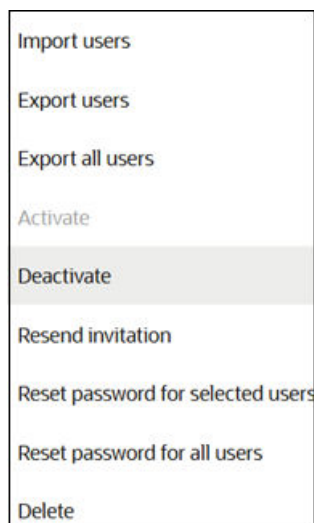 Import users
Export users
Export all users
Activate
Deactivate
Resend invitation
Reset password for selected users
Reset password for all users
Delete